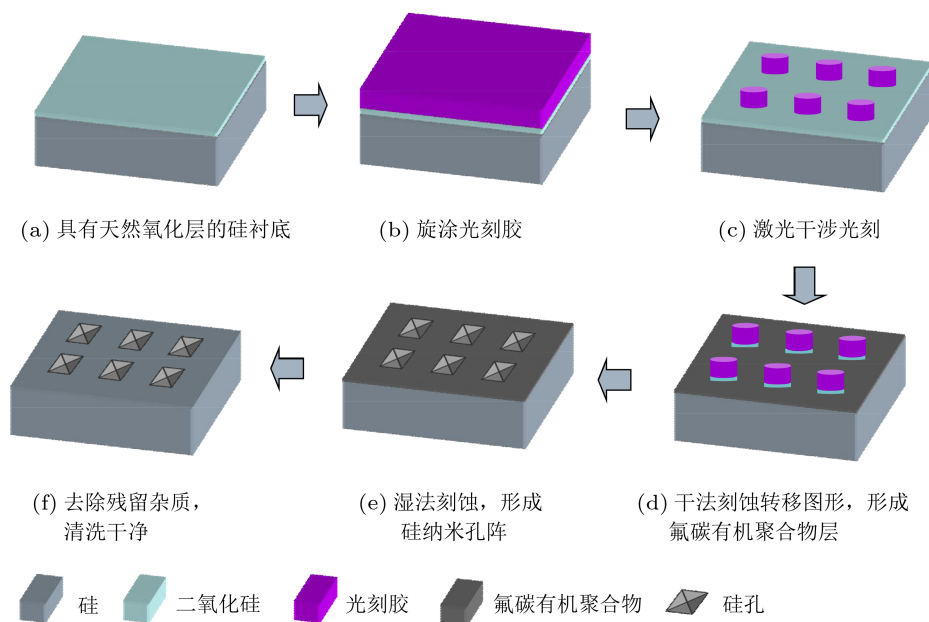 (a) 具有天然氧化层的硅衬底
(b) 旋涂光刻胶
(c) 激光干涉光刻
(f) 去除残留杂质，
清洗干净
(e) 湿法刻蚀，形成
硅纳米孔阵
(d) 干法刻蚀转移图形，形成
氟碳有机聚合物层
硅
二氧化硅
光刻胶
氟碳有机聚合物
硅孔